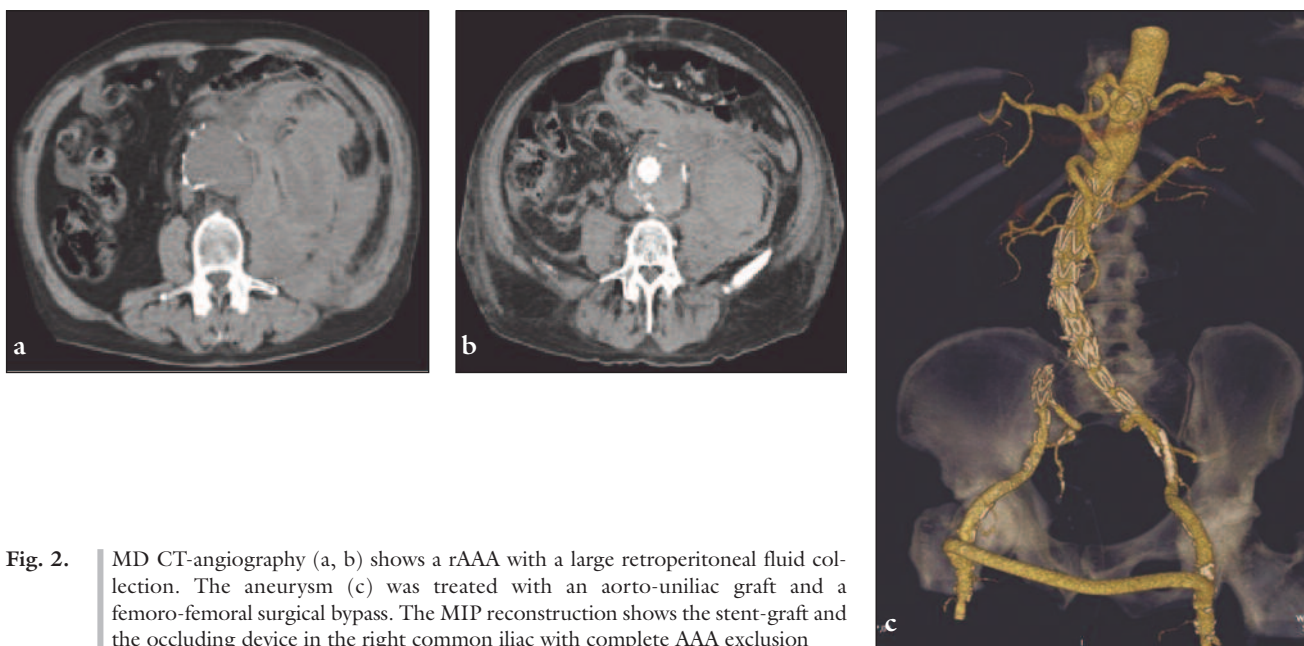 a
b
c
W
Fig. 2.
MD CT-angiography (a, b) shows a rAAA with a large retroperitoneal fluid col-
lection. The aneurysm (c) was treated with an aorto-uniliac graft and a
femoro-femoral surgical bypass. The MIP reconstruction shows the stent-graft and
the occluding device in the right common iliac with complete AAA exclusion